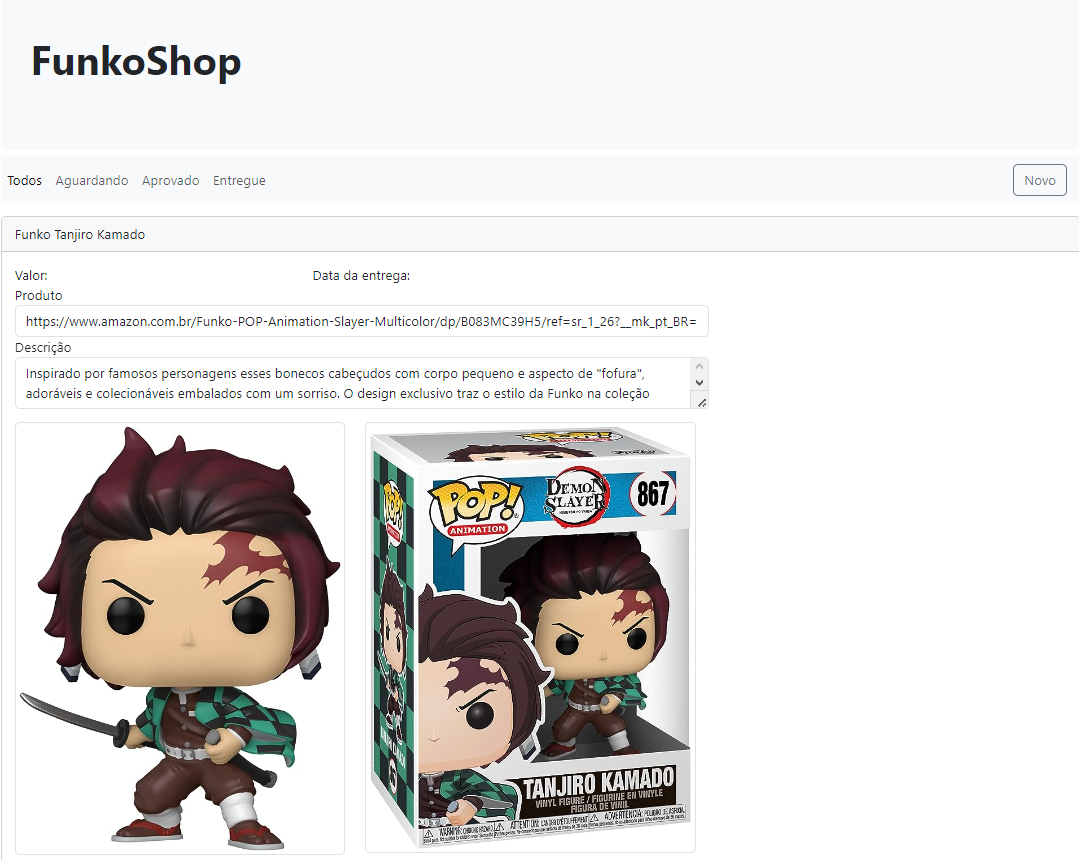 FunkoShop
Todos Aguardando Aprovado Entregue Novo
Funko Tanjiro Kamado
Valor: Data da entrega:
Produto
https://www.amazon.com.br/Funko-POP-Animation-Slayer-Multicolor/dp/B083MC39H5/ref=sr_1_26?__mk_pt_BR=
Descrição
Inspirado por famosos personagens esses bonecos cabeçudos com corpo pequeno e aspecto de "fofura",
adoráveis e colecionáveis embalados com um sorriso. O design exclusivo traz o estilo da Funko na coleção
POP!
ANIMATION
DEMON
SLAYER
867
POP!
TANJIRO KAMADO
VINYL FIGURE / FIGURINE EN VINYLE
FIGURA DE VINIL